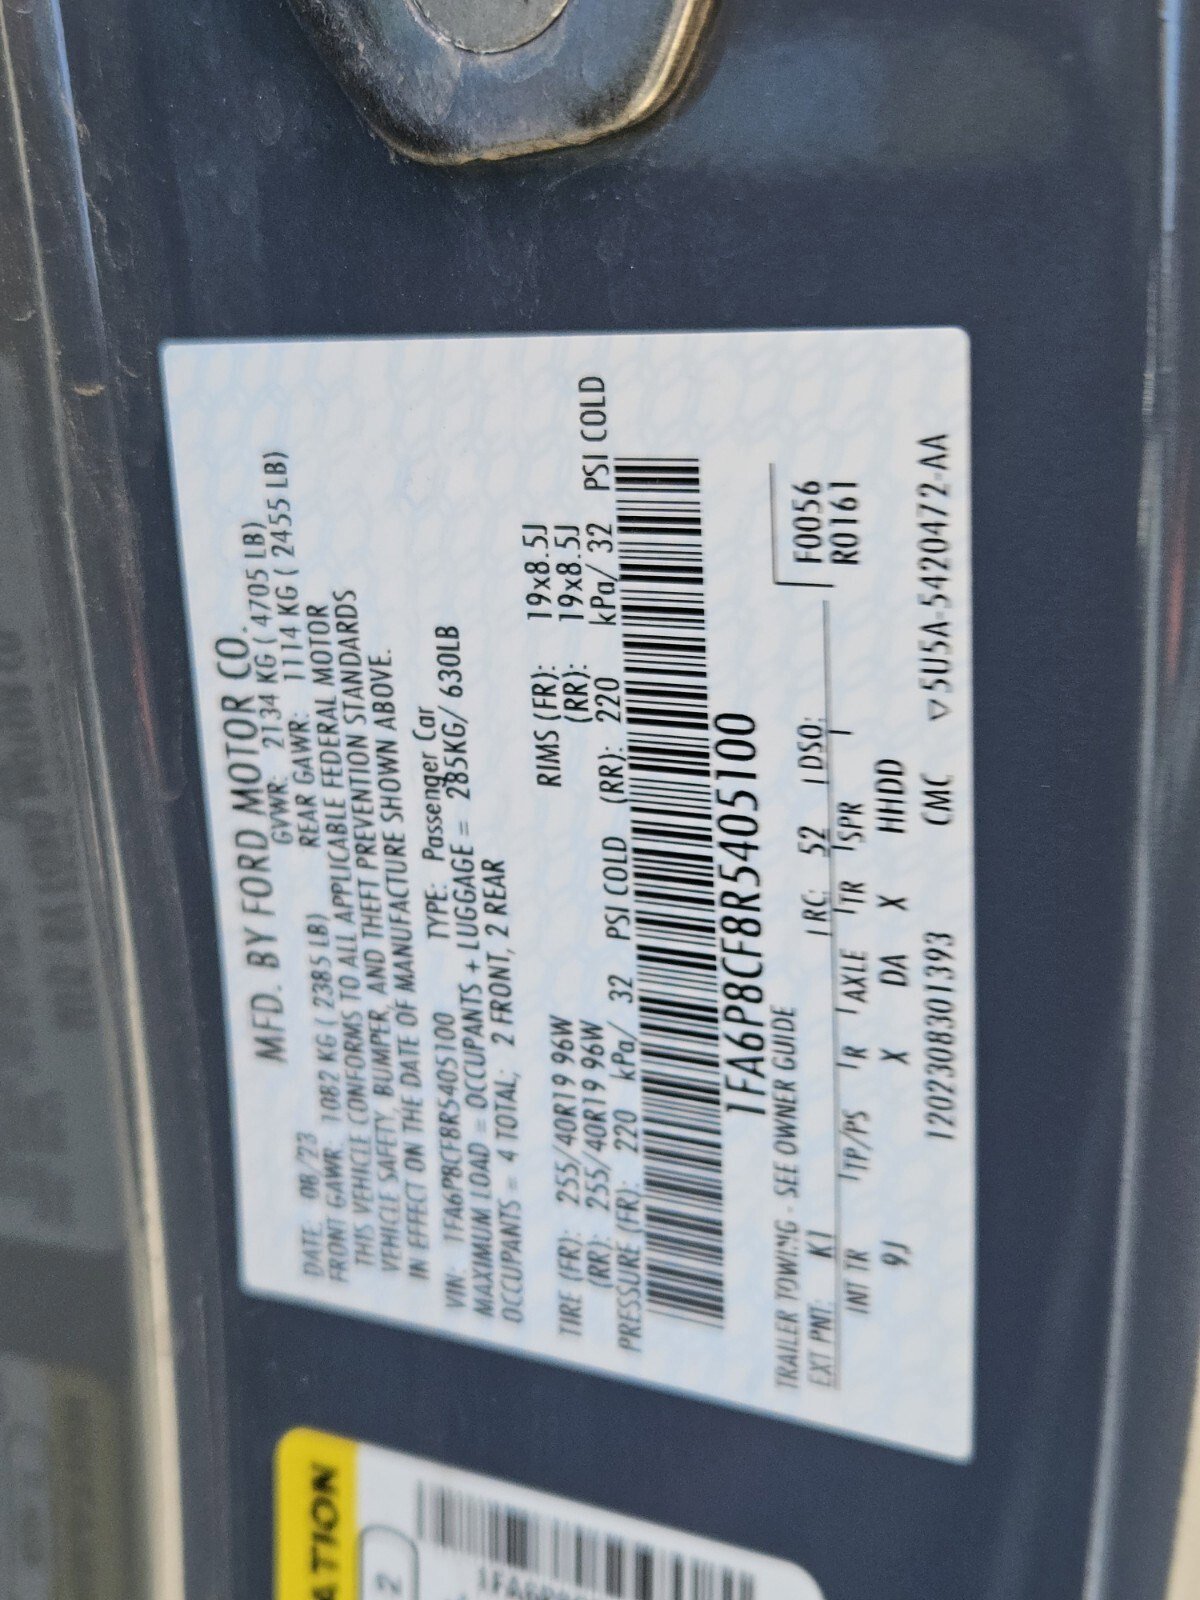 MFD. BY FORD MOTOR CO.
DATE: 08/23 GVWR: 2134 KG ( 4705 LB)
FRONT GAWR: 1082 KG ( 2385 LB) REAR GAWR: 1114 KG ( 2455 LB)
THIS VEHICLE CONFORMS TO ALL APPLICABLE FEDERAL MOTOR
VEHICLE SAFETY, BUMPER, AND THEFT PREVENTION STANDARDS
IN EFFECT ON THE DATE OF MANUFACTURE SHOWN ABOVE.
VIN: 1FA6P8CF8R5405100 TYPE: Passenger Car
MAXIMUM LOAD = OCCUPANTS + LUGGAGE = 285KG/ 630LB
OCCUPANTS = 4 TOTAL: 2 FRONT, 2 REAR
TIRE (FR): 255/40R19 96W RIMS (FR): 19x8.5J
(RR): 255/40R19 96W (RR): 19x8.5J
PRESSURE (FR): 220 kPa/ 32 PSI COLD (RR): 220 kPa/ 32 PSI COLD
1FA6P8CF8R5405100
TRAILER TOWING - SEE OWNER GUIDE
EXT PNT: K1 RC: 52 DSO: F0056
INT TR TP/PS R AXLE TR SPR R0161
9J X DA X HHDD
1202308301393 CMC ▽5U5A-5420472-AA
ATION
2